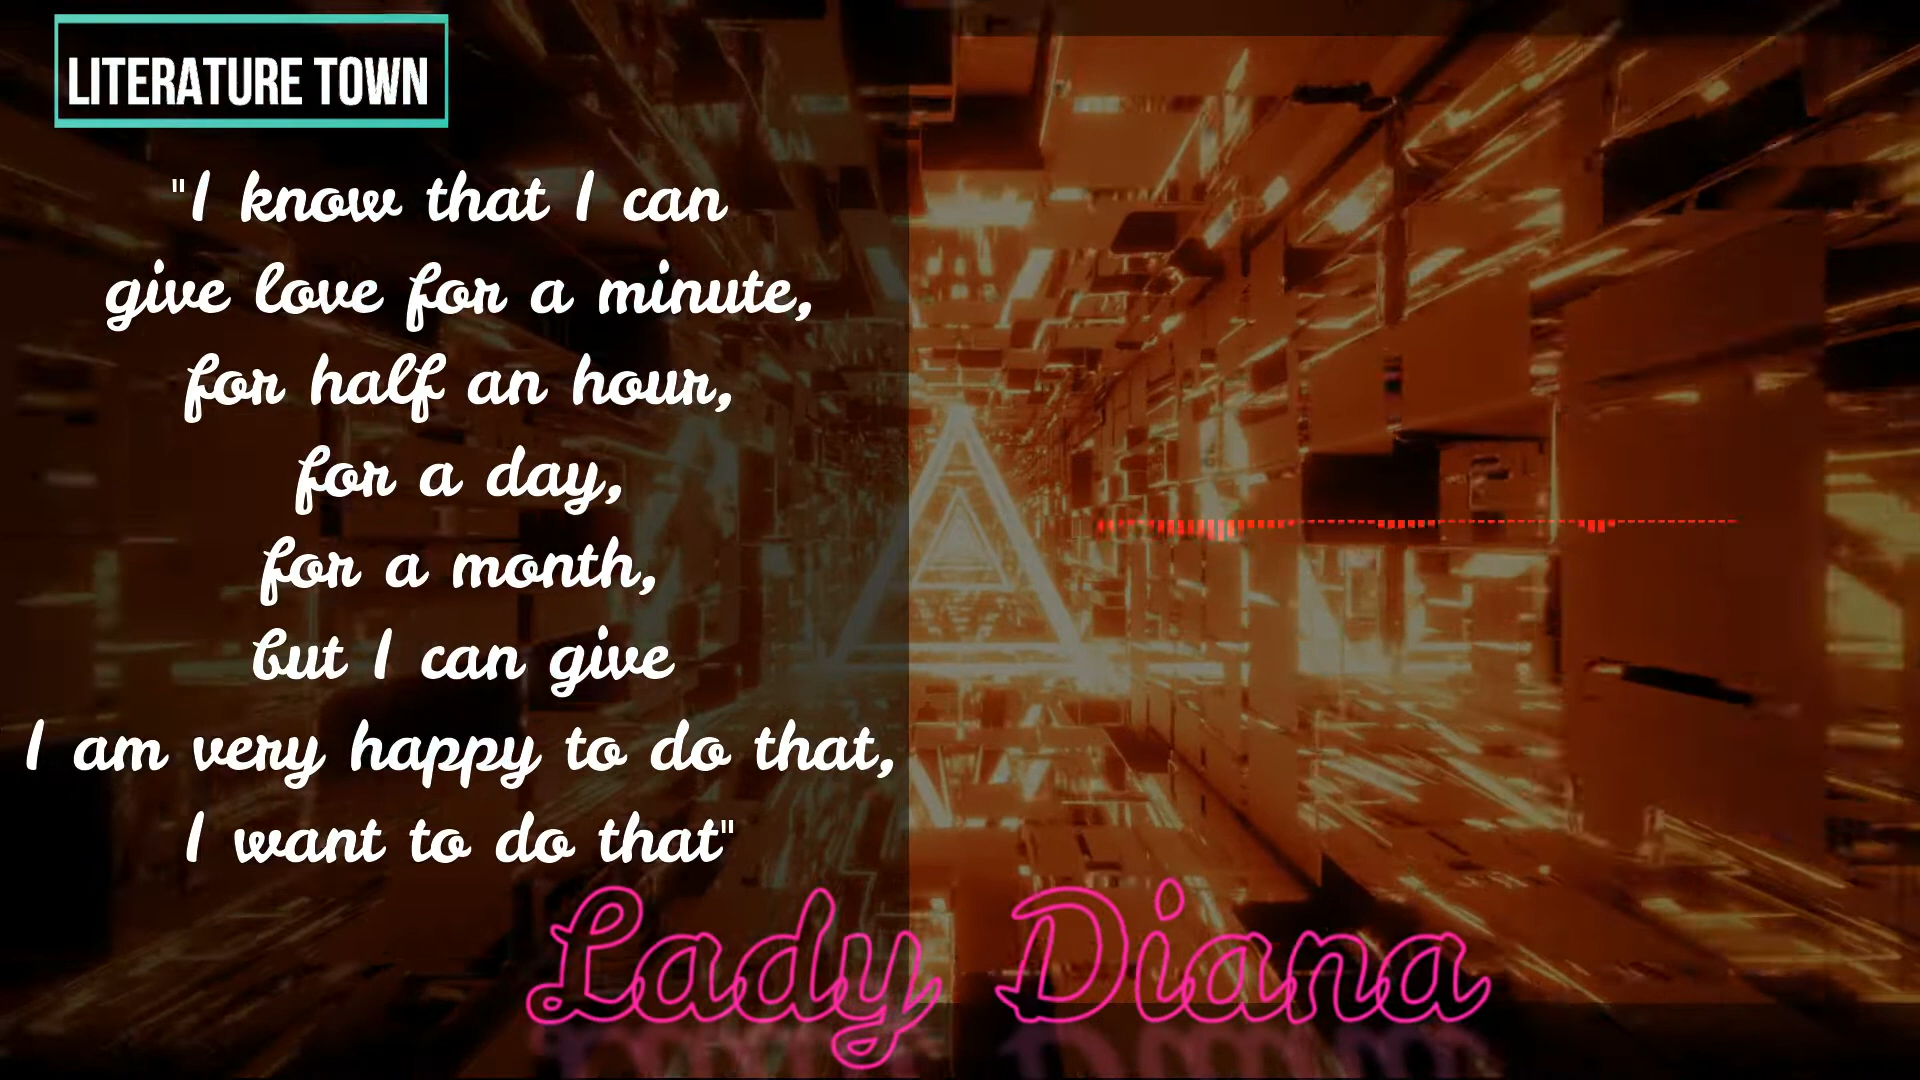 LITERATURE TOWN
"I know that I can
give love for a minute,
for half an hour,
for a day,
for a month,
but I can give
I am very happy to do that,
I want to do that"
Lady Diana